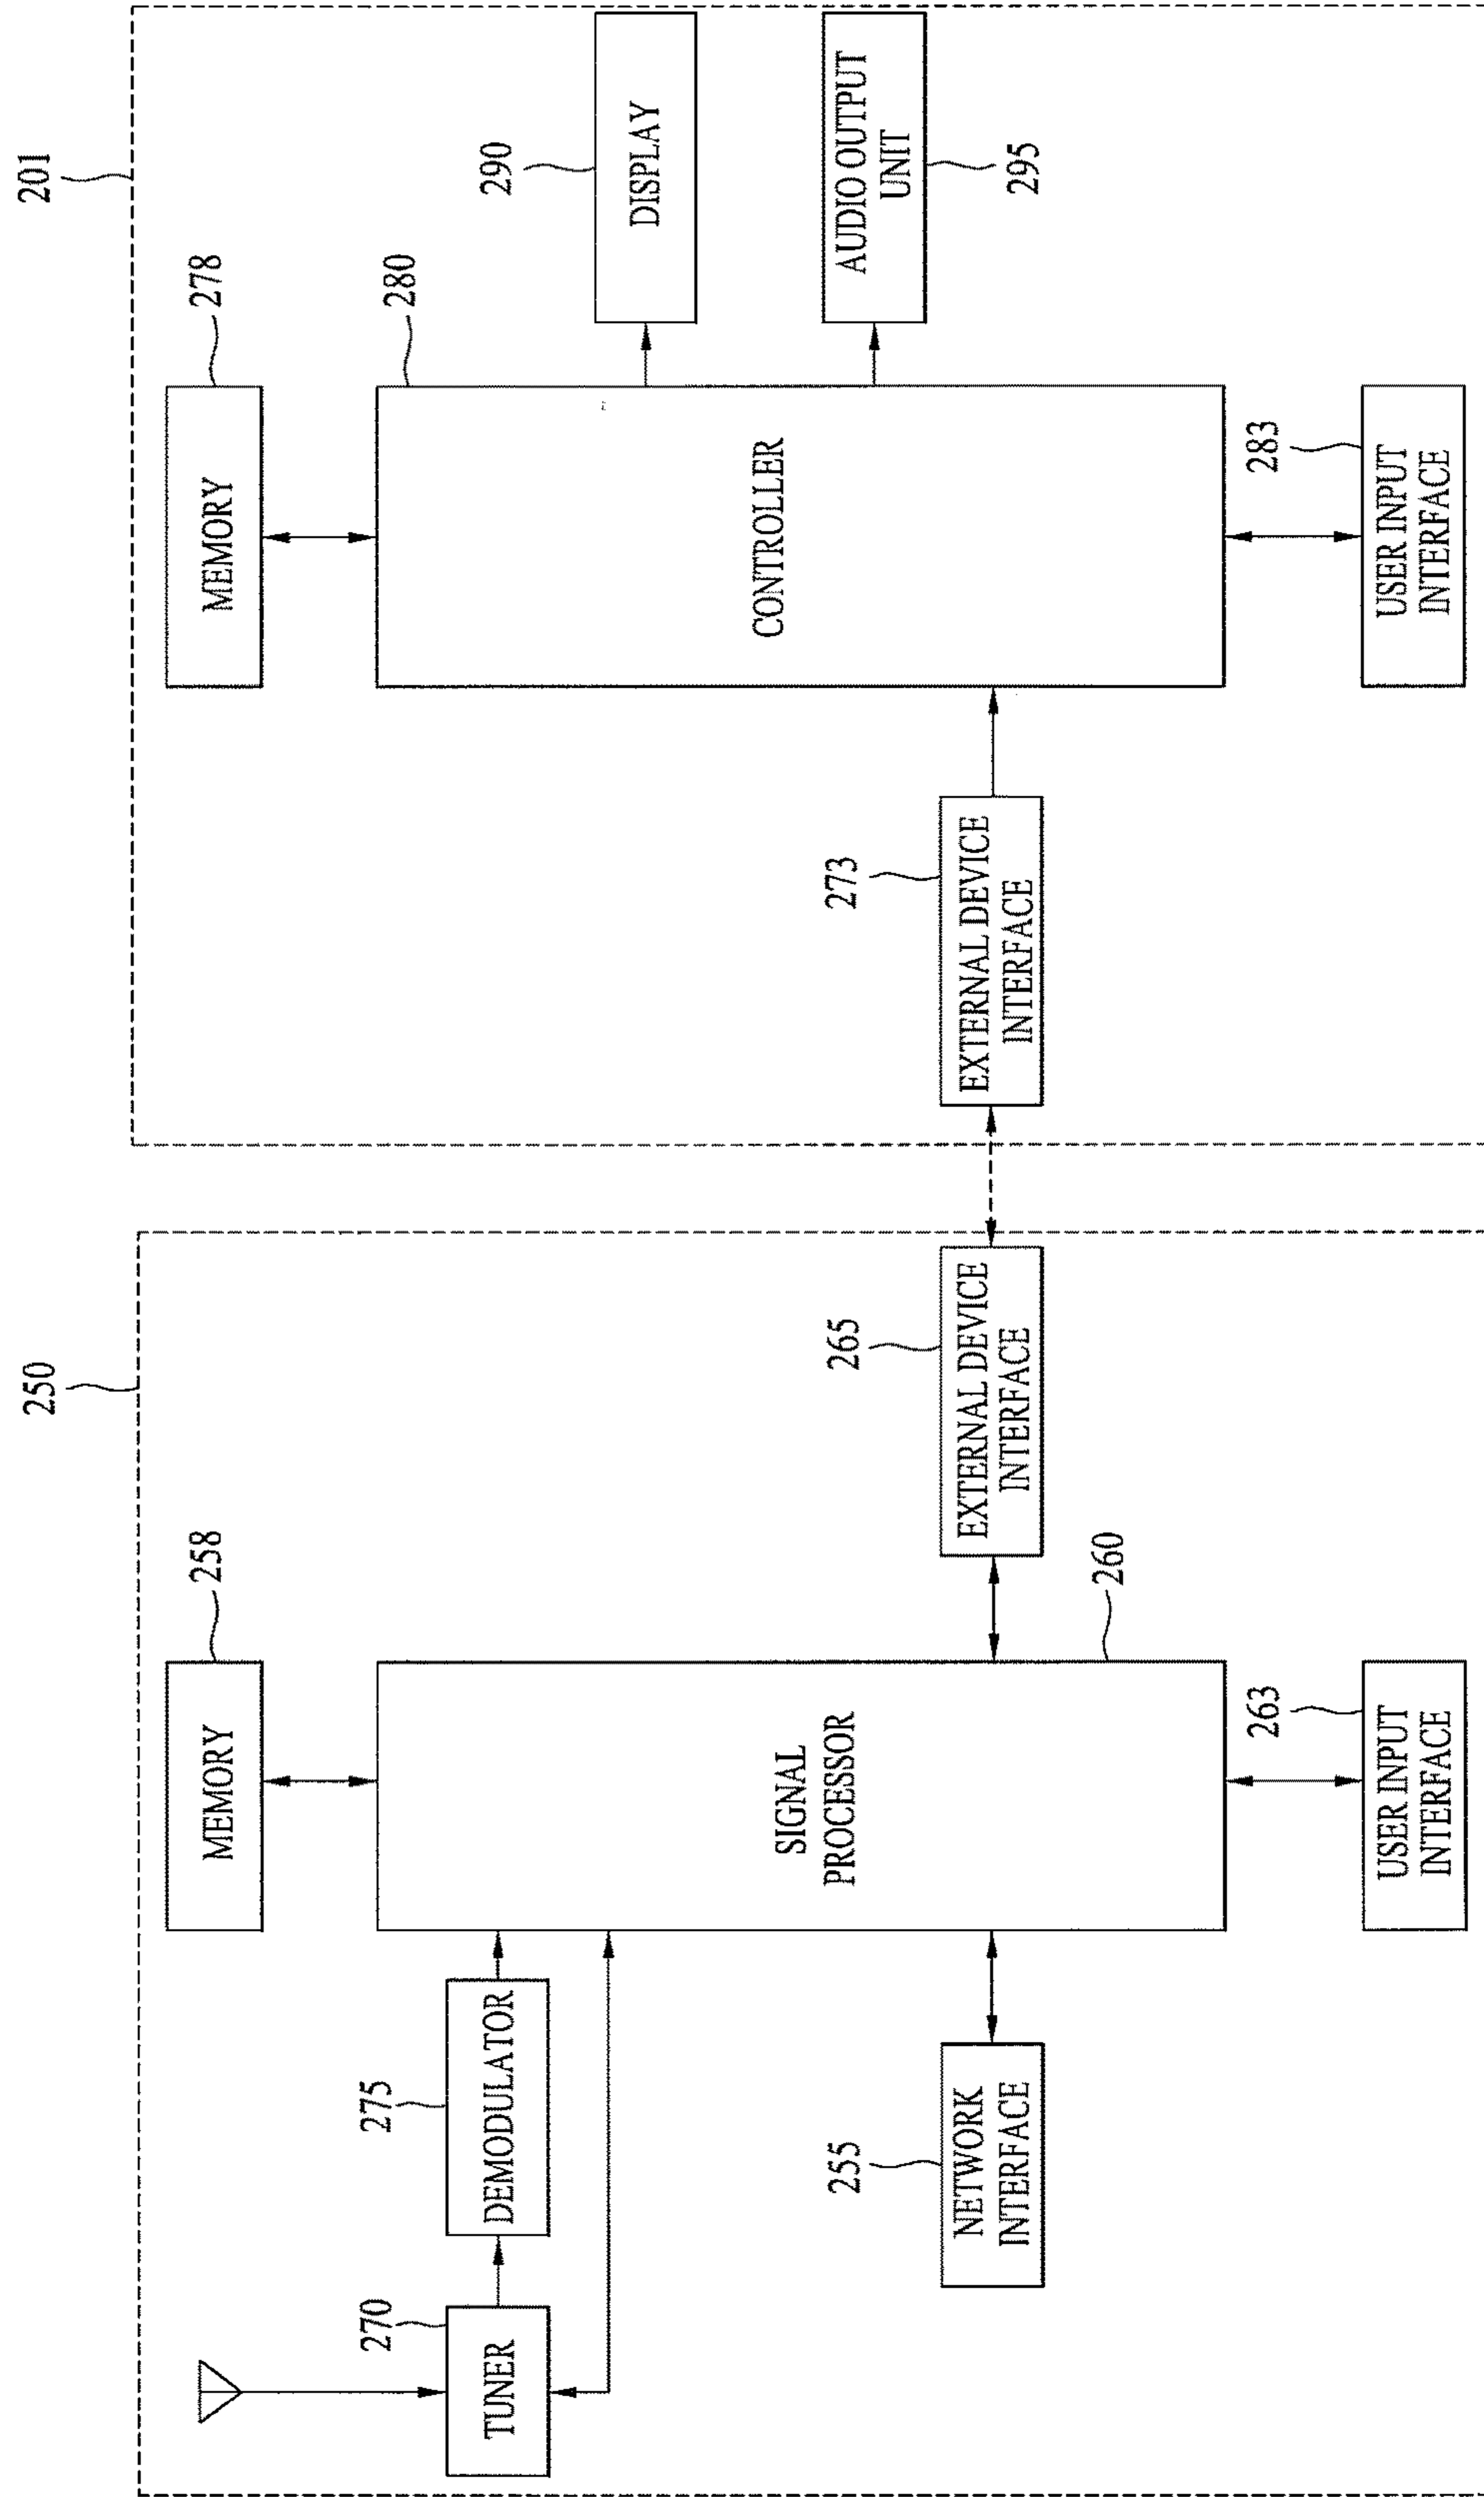 250
258
MEMORY
270
TUNER
275
DEMODULATOR
SIGNAL
PROCESSOR
260
255
NETWORK
INTERFACE
265
EXTERNAL DEVICE
INTERFACE
263
USER INPUT
INTERFACE
201
278
MEMORY
280
CONTROLLER
290
DISPLAY
AUDIO OUTPUT
UNIT
295
273
EXTERNAL DEVICE
INTERFACE
283
USER INPUT
INTERFACE